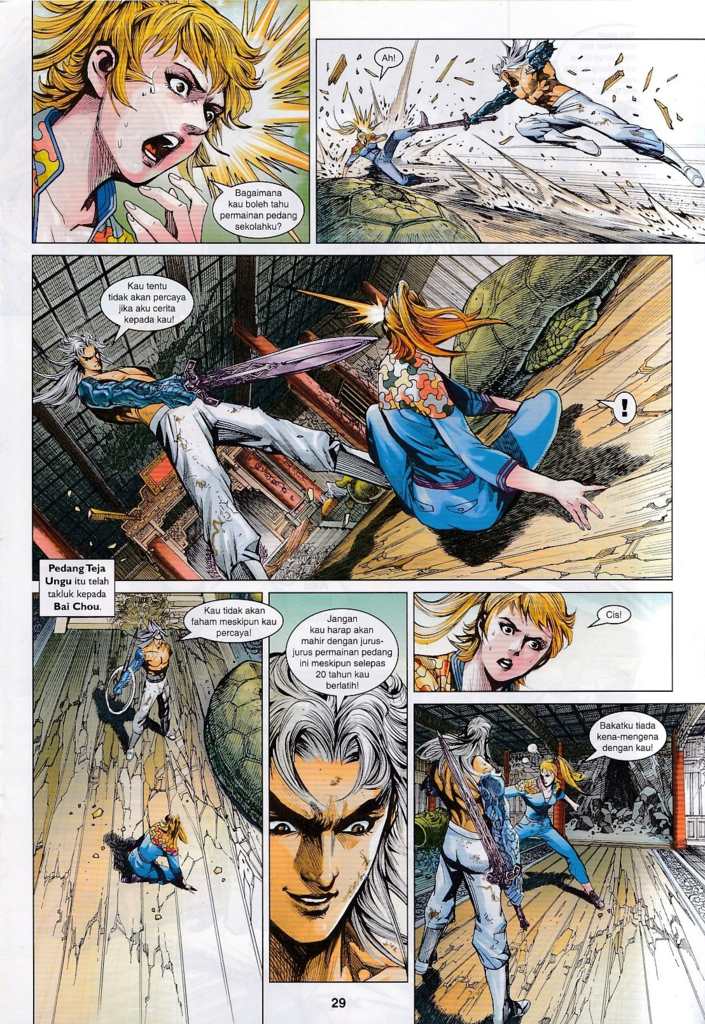 Bagaimana
kau boleh tahu
permainan pedang
sekolahku?
Ah!
Kau tentu
tidak akan percaya
jika aku cerita
kepada kau!
!
Pedang Teja
Ungu itu telah
takluk kepada
Bai Chou.
Kau tidak akan
faham meskipun kau
percaya!
Jangan
kau harap akan
mahir dengan jurus-
jurus permainan pedang
ini meskipun selepas
20 tahun kau
berlatih!
Cis!
Bakatku tiada
kena-mengena
dengan kau!
29